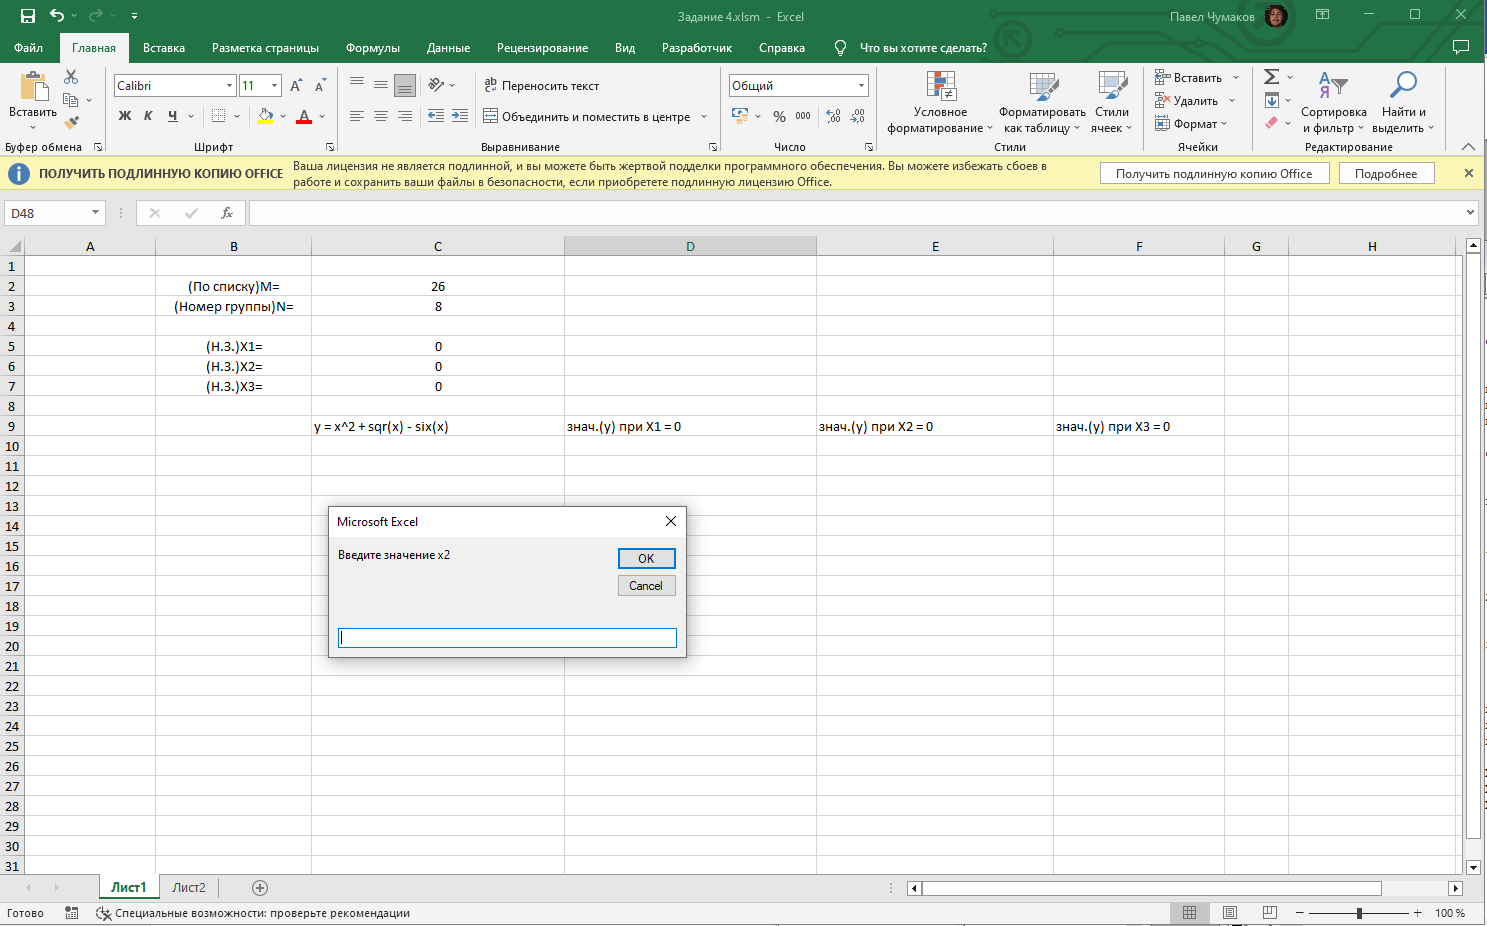 Задание 4.xlsm - Excel
Павел Чумаков
Файл Главная Вставка Разметка страницы Формулы Данные Рецензирование Вид Разработчик Справка Что вы хотите сделать?
Вставить
Буфер обмена
Calibri 11
Ж К Ч А
Шрифт
Переносить текст
Объединить и поместить в центре
Выравнивание
Общий
% 000
Число
Условное форматирование
Форматировать как таблицу
Стили ячеек
Стили
Вставить
Удалить
Формат
Ячейки
Сортировка и фильтр
Найти и выделить
Редактирование
ПОЛУЧИТЬ ПОДЛИННУЮ КОПИЮ OFFICE
Ваша лицензия не является подлинной, и вы можете быть жертвой подделки программного обеспечения. Вы можете избежать сбоев в
работе и сохранить ваши файлы в безопасности, если приобретете подлинную лицензию Office.
Получить подлинную копию Office
Подробнее
D48
fx
A B C D E F G H
1
2 (По списку)M= 26
3 (Номер группы)N= 8
4
5 (Н.З.)X1= 0
6 (Н.З.)X2= 0
7 (Н.З.)X3= 0
8
9 y = x^2 + sqr(x) - six(x) знач.(y) при X1 = 0 знач.(y) при X2 = 0 знач.(y) при X3 = 0
10
11
12
13
14
15
16
17
18
19
20
21
22
23
24
25
26
27
28
29
30
31
Microsoft Excel
Введите значение x2
OK
Cancel
Лист1 Лист2
Готово
Специальные возможности: проверьте рекомендации
100 %